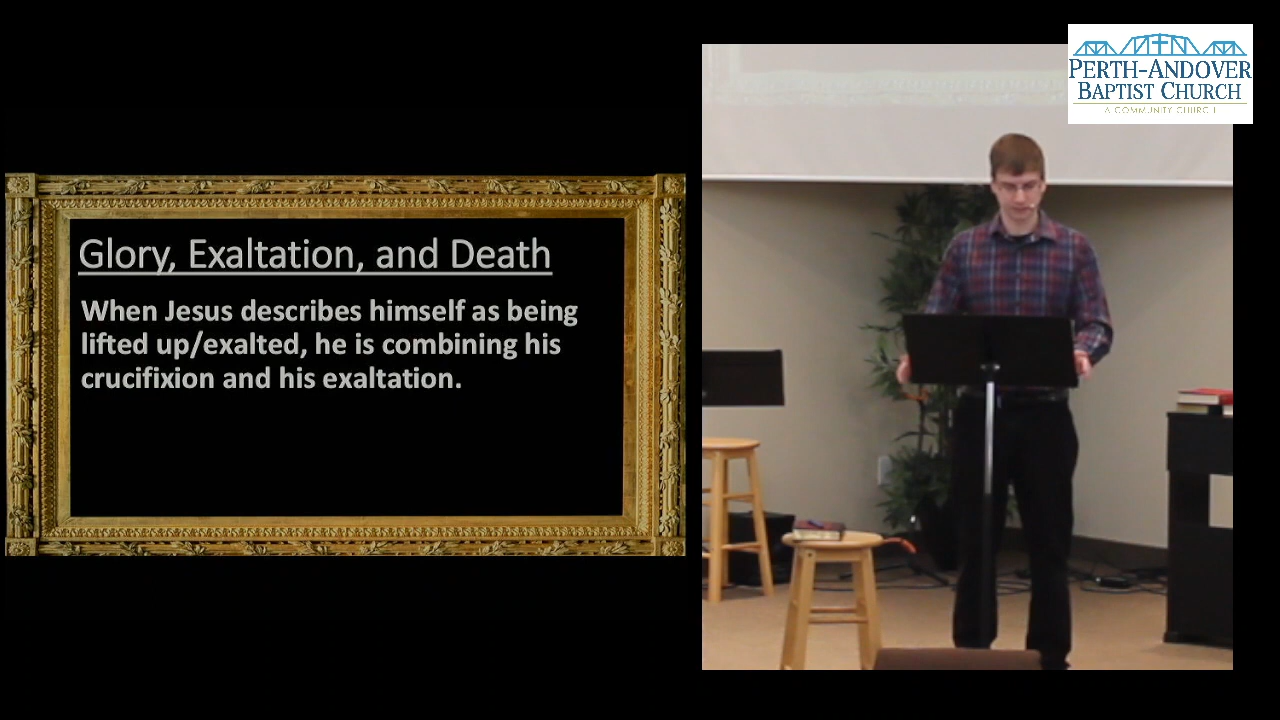 Glory, Exaltation, and Death
When Jesus describes himself as being
lifted up/exalted, he is combining his
crucifixion and his exaltation.
PERTH-ANDOVER
BAPTIST CHURCH
A COMMUNITY CHURCH